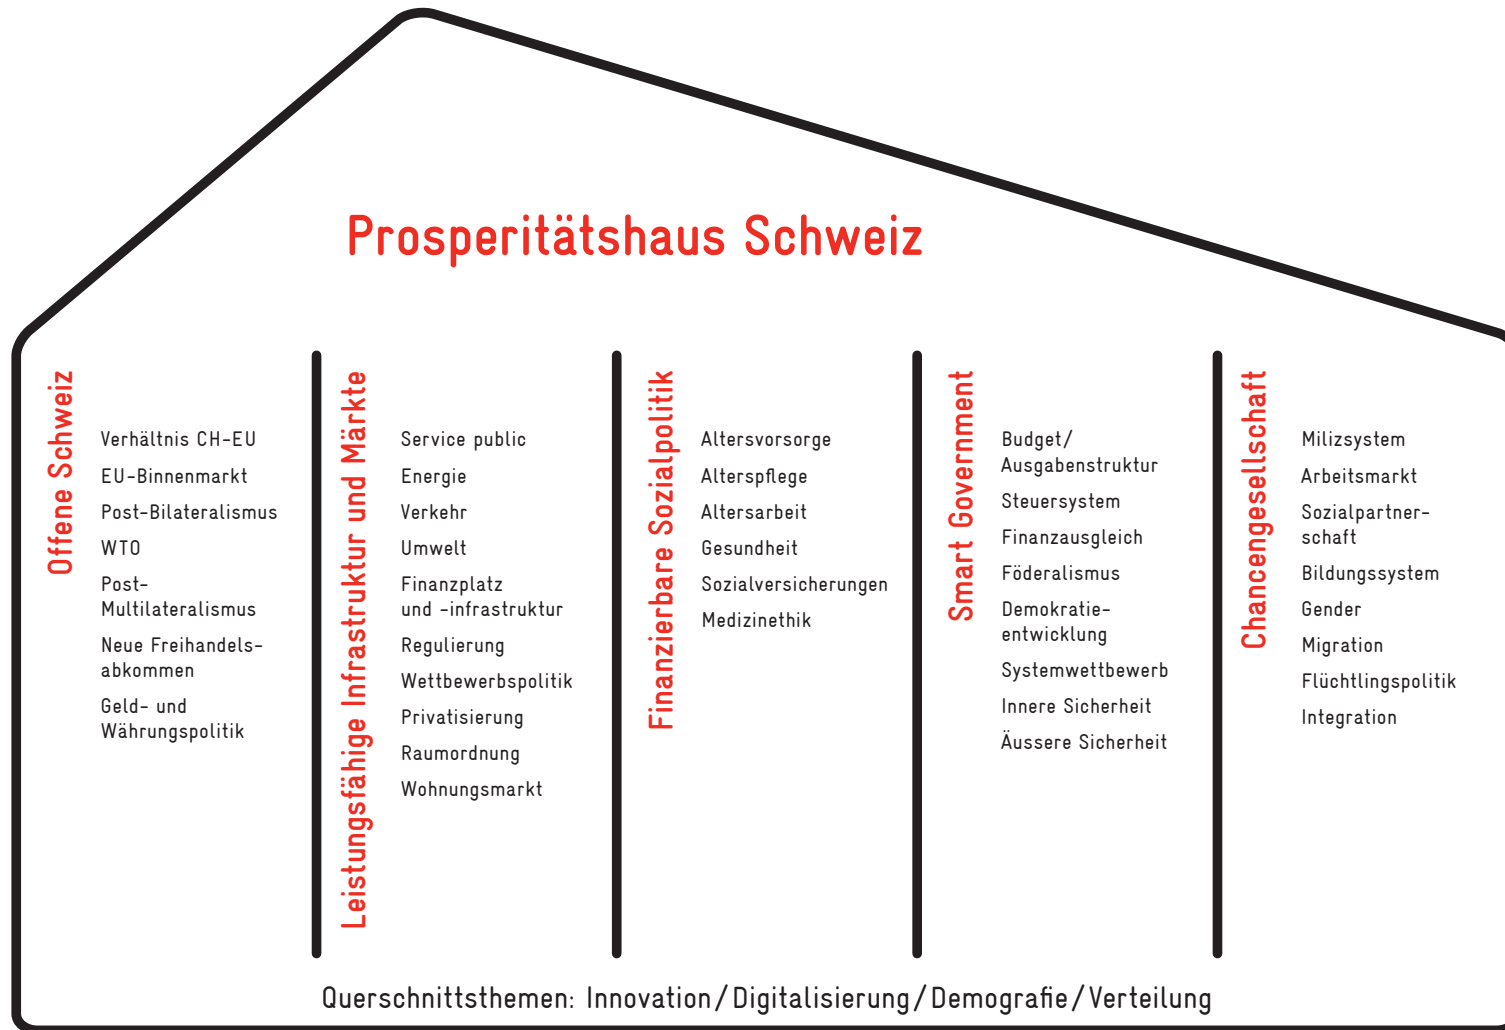 Prosperitätshaus Schweiz
Offene Schweiz
Verhältnis CH-EU
EU-Binnenmarkt
Post-Bilateralismus
WTO
Post-
Multilateralismus
Neue Freihandels-
abkommen
Geld- und
Währungspolitik
Leistungsfähige Infrastruktur und Märkte
Service public
Energie
Verkehr
Umwelt
Finanzplatz
und -infrastruktur
Regulierung
Wettbewerbspolitik
Privatisierung
Raumordnung
Wohnungsmarkt
Finanzierbare Sozialpolitik
Altersvorsorge
Alterspflege
Altersarbeit
Gesundheit
Sozialversicherungen
Medizinethik
Smart Government
Budget/
Ausgabenstruktur
Steuersystem
Finanzausgleich
Föderalismus
Demokratie-
entwicklung
Systemwettbewerb
Innere Sicherheit
Äussere Sicherheit
Chancengesellschaft
Milizsystem
Arbeitsmarkt
Sozialpartner-
schaft
Bildungssystem
Gender
Migration
Flüchtlingspolitik
Integration
Querschnittsthemen: Innovation/Digitalisierung/Demografie/Verteilung